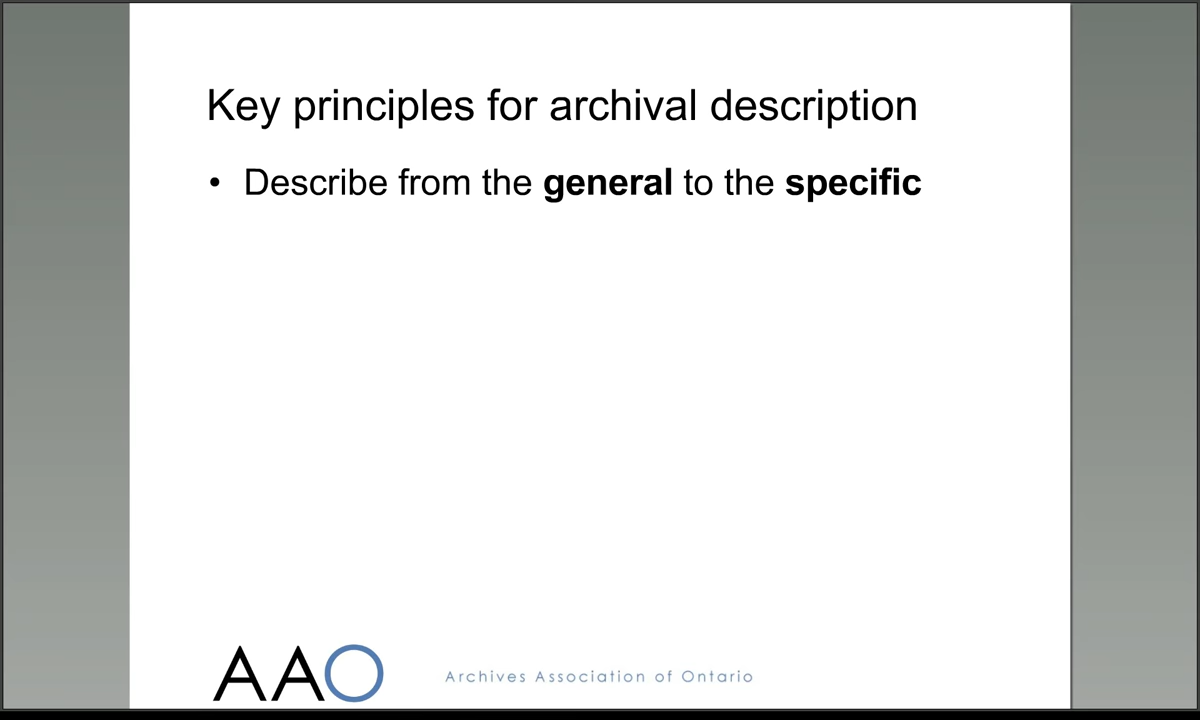 Key principles for archival description
• Describe from the general to the specific
AAO
Archives Association of Ontario